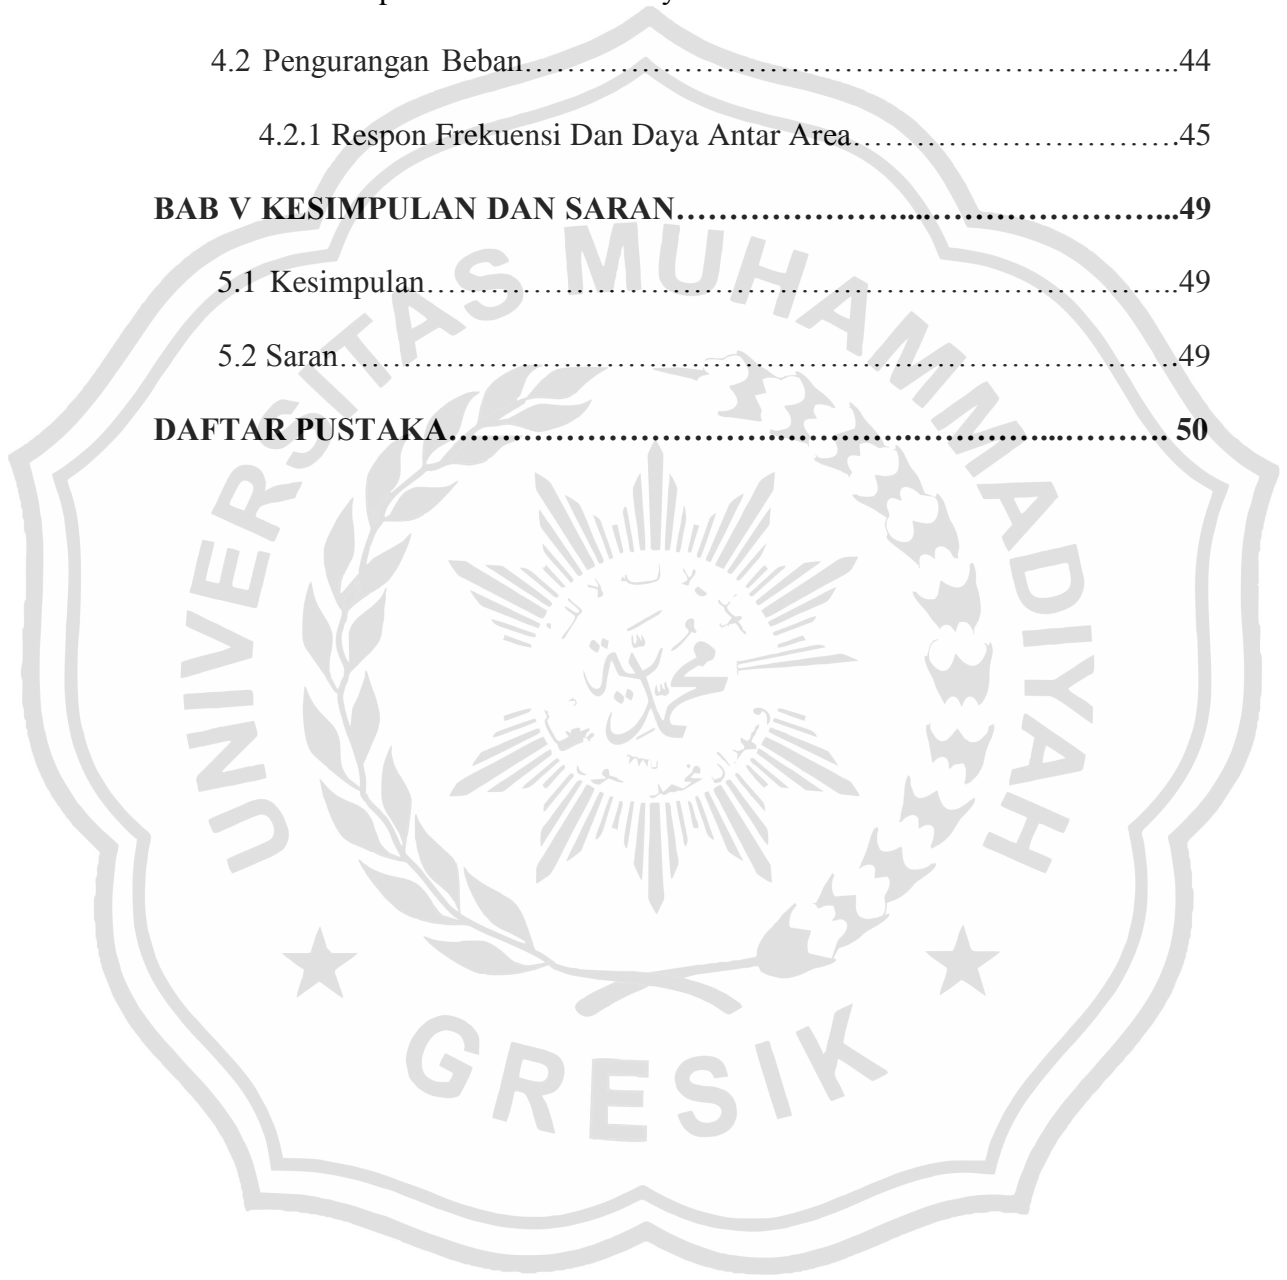 4.2 Pengurangan Beban……………………………………………………………….44
4.2.1 Respon Frekuensi Dan Daya Antar Area………………………….45
BAB V KESIMPULAN DAN SARAN…………………....…………………...49
5.1 Kesimpulan……………………………………………………………….49
5.2 Saran……………………………………………………………………….49
DAFTAR PUSTAKA………………………….………….…………...………. 50
UNIVERSITAS MUHAMMADIYAH
GRESIK